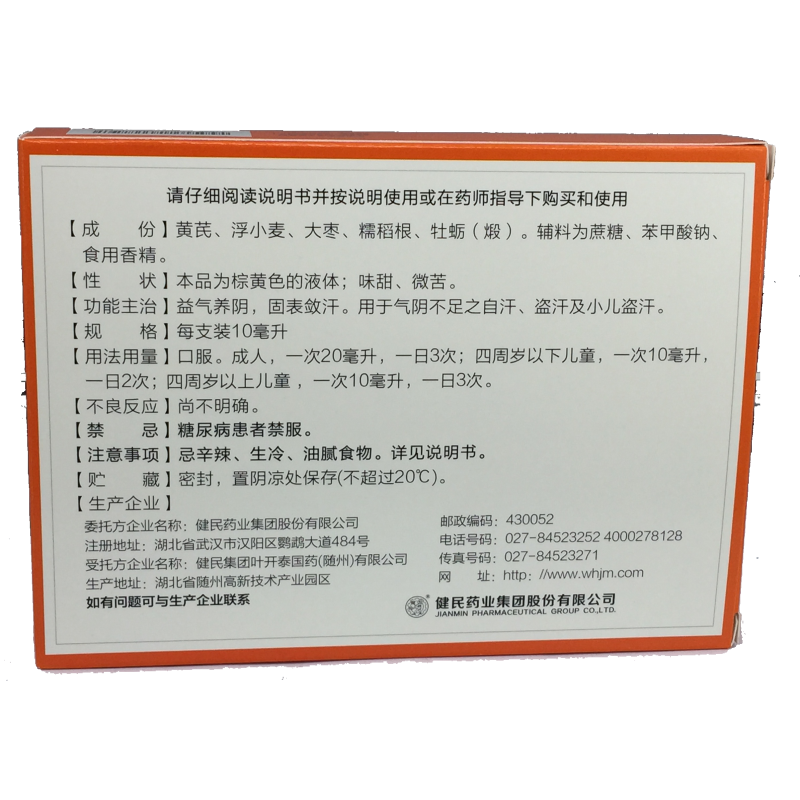 请仔细阅读说明书并按说明使用或在药师指导下购买和使用
【成　份】黄芪、浮小麦、大枣、糯稻根、牡蛎（煅）。辅料为蔗糖、苯甲酸钠、
食用香精。
【性　状】本品为棕黄色的液体；味甜、微苦。
【功能主治】益气养阴，固表敛汗。用于气阴不足之自汗、盗汗及小儿盗汗。
【规　格】每支装10毫升
【用法用量】口服。成人，一次20毫升，一日3次；四周岁以下儿童，一次10毫升，
一日2次；四周岁以上儿童，一次10毫升，一日3次。
【不良反应】尚不明确。
【禁　忌】糖尿病患者禁服。
【注意事项】忌辛辣、生冷、油腻食物。详见说明书。
【贮　藏】密封，置阴凉处保存(不超过20℃)。
【生产企业】
委托方企业名称：健民药业集团股份有限公司
注册地址：湖北省武汉市汉阳区鹦鹉大道484号
受托方企业名称：健民集团叶开泰国药(随州)有限公司
生产地址：湖北省随州高新技术产业园区
如有问题可与生产企业联系
邮政编码：430052
电话号码：027-84523252 4000278128
传真号码：027-84523271
网　址：http: //www.whjm.com
健民药业集团股份有限公司
JIANMIN PHARMACEUTICAL GROUP CO.,LTD.